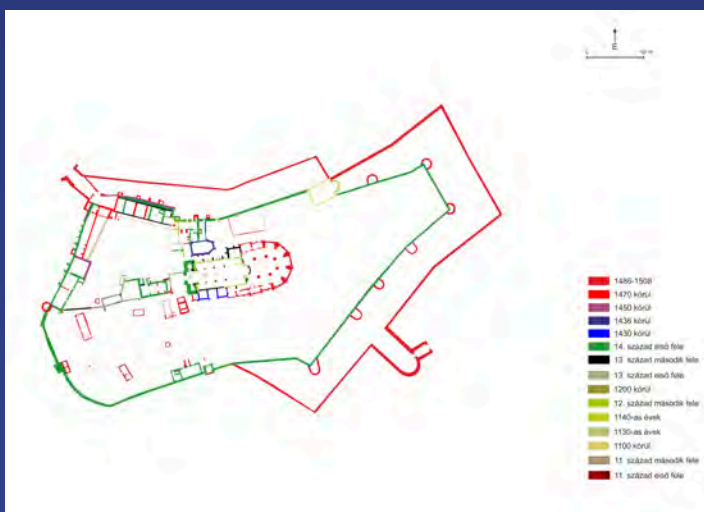 1486-1508
1470 körül
1450 körül
1436 körül
1430 körül
14. század első fele
13. század második fele
13. század első fele
1200 körül
12. század második fele
1140-as évek
1130-as évek
1100 körül
11. század második fele
11. század első fele